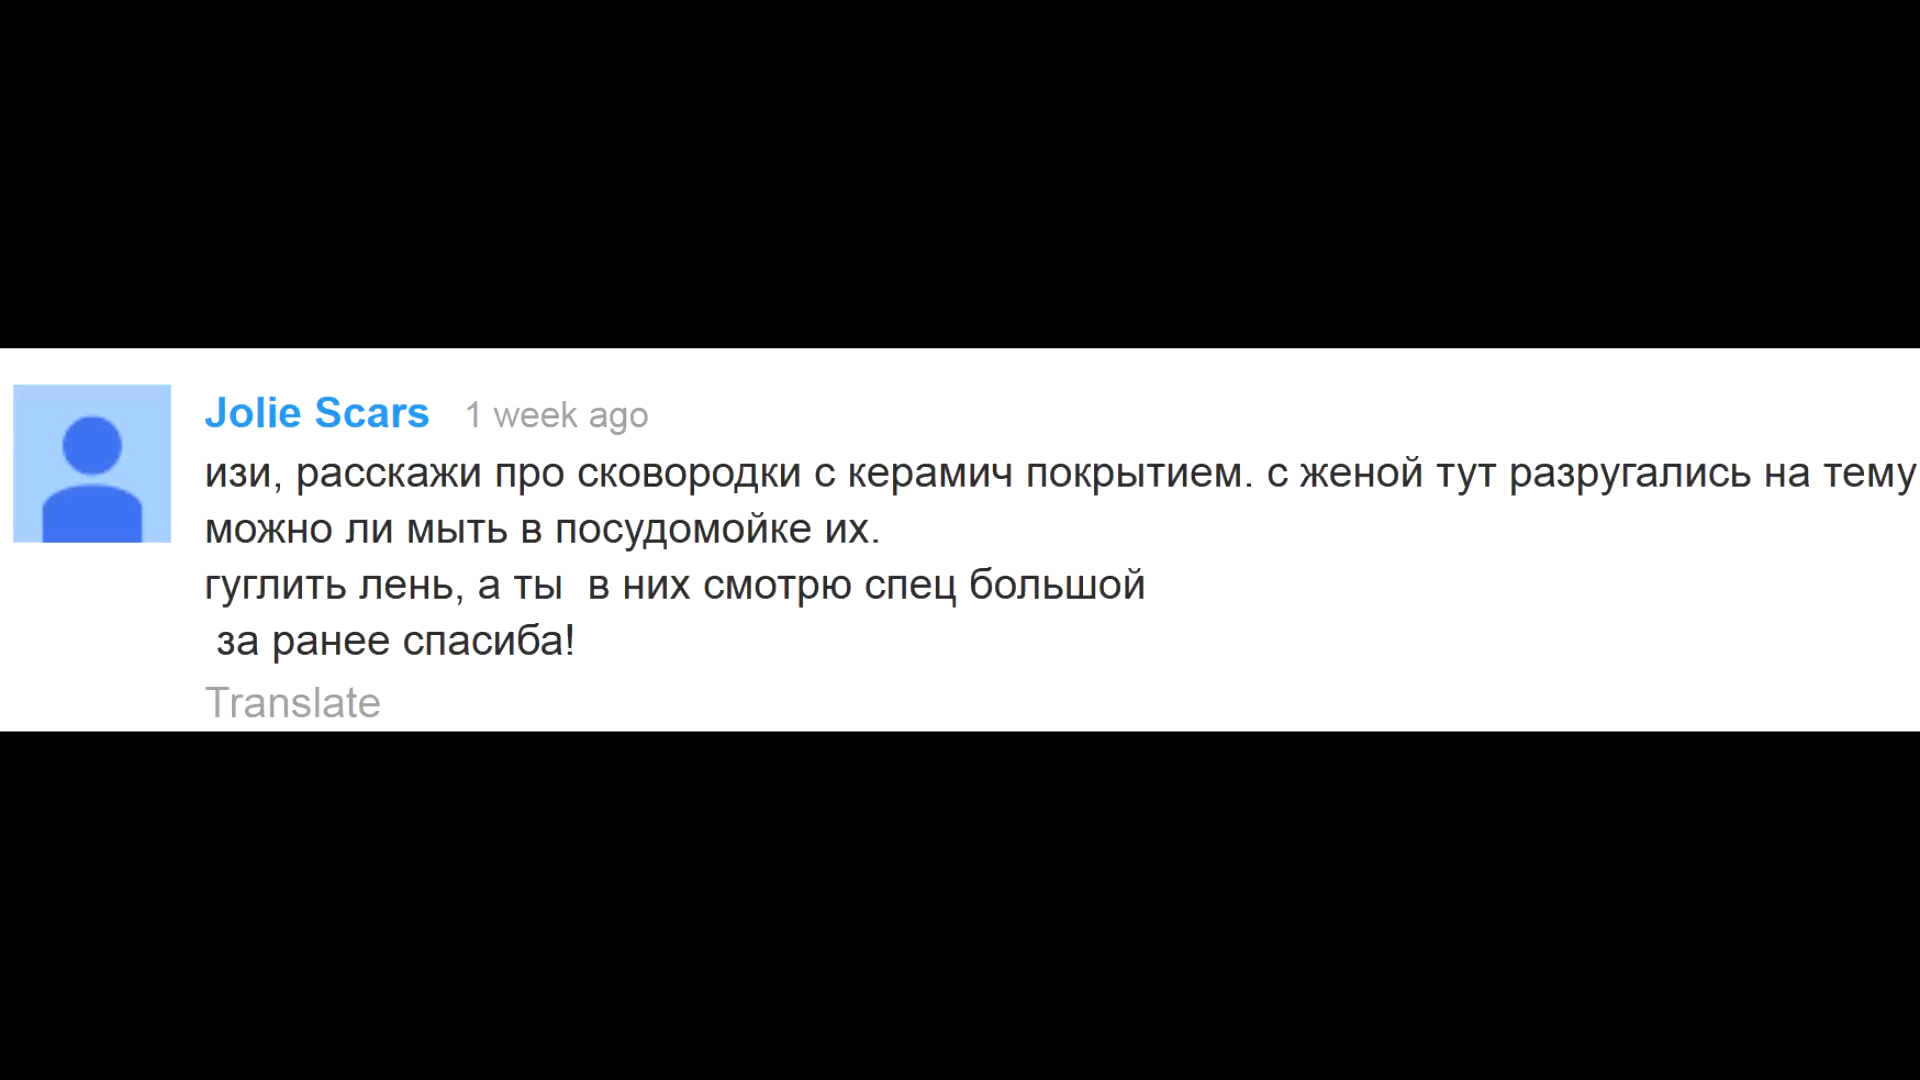 Jolie Scars 1 week ago
изи, расскажи про сковородки с керамич покрытием. с женой тут разругались на тему
можно ли мыть в посудомойке их.
гуглить лень, а ты  в них смотрю спец большой
за ранее спасиба!
Translate